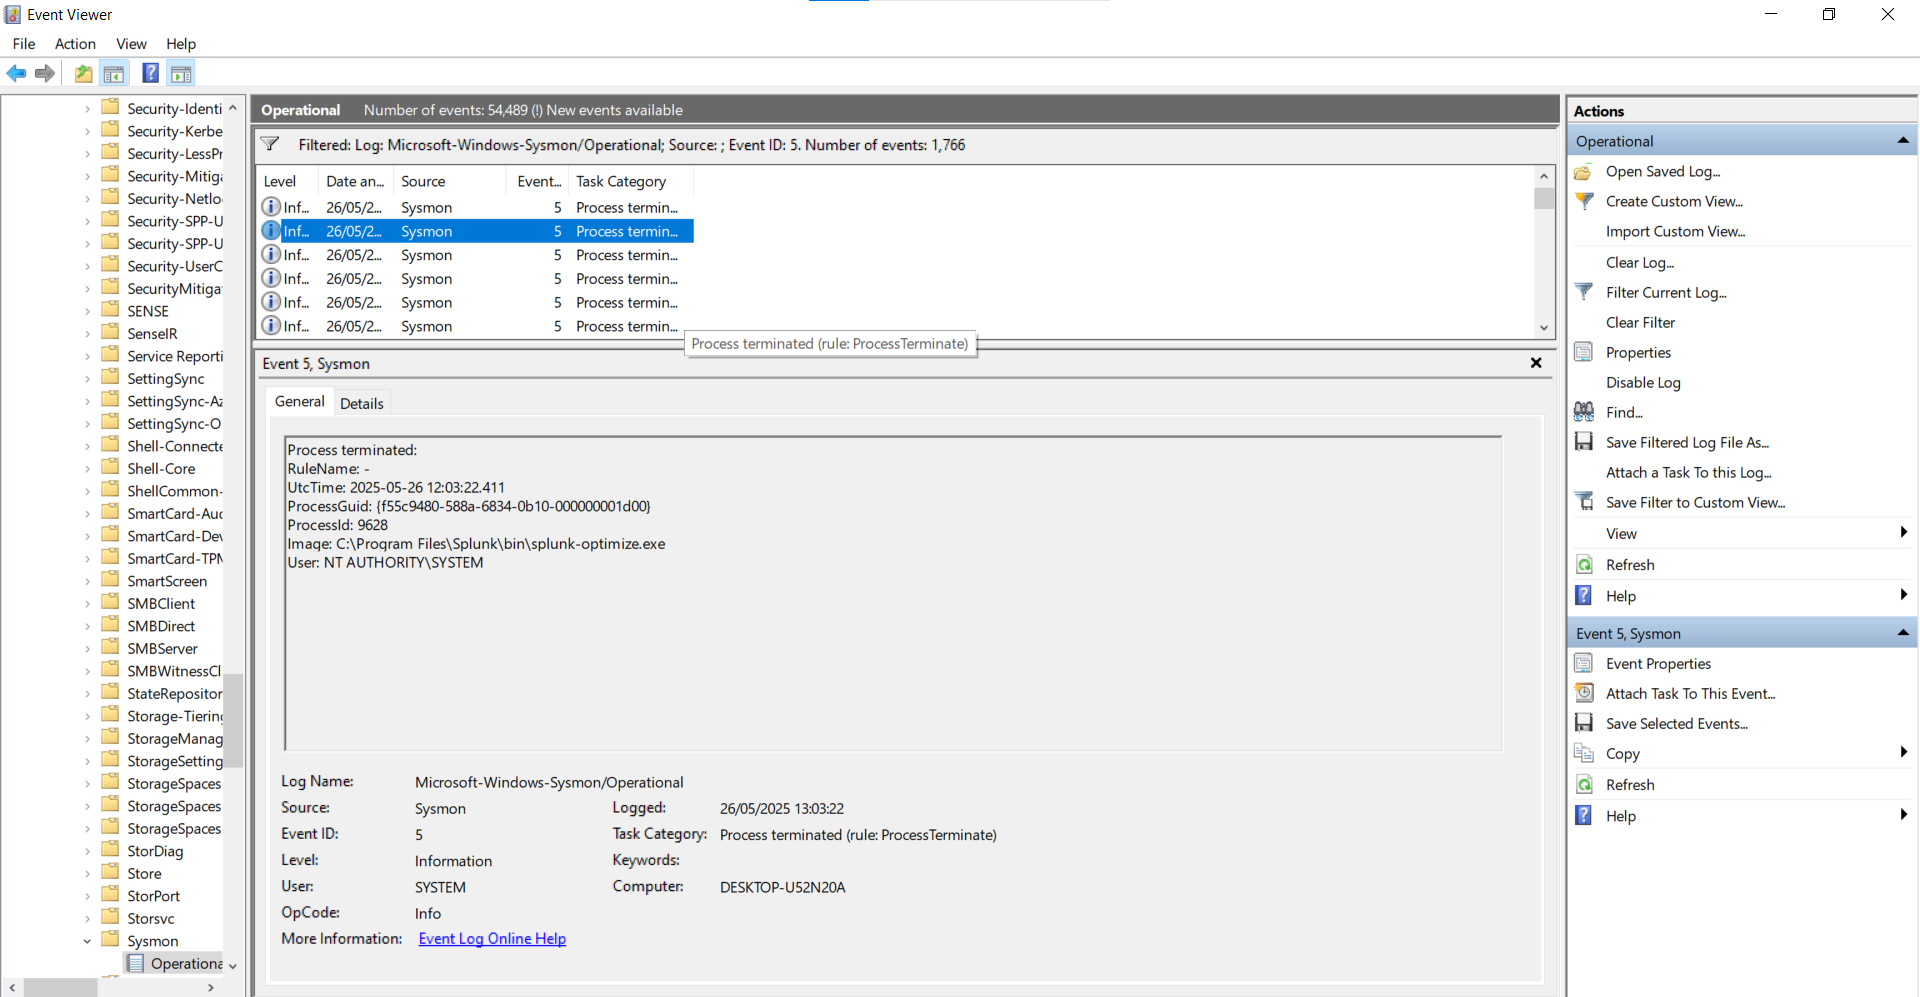 Event Viewer
File Action View Help
Security-Identi
Security-Kerbe
Security-LessPr
Security-Mitiga
Security-Netlo
Security-SPP-U
Security-SPP-U
Security-UserC
SecurityMitiga
SENSE
SenseIR
Service Reporti
SettingSync
SettingSync-Az
SettingSync-O
Shell-Connecte
Shell-Core
ShellCommon-
SmartCard-Aud
SmartCard-Dev
SmartCard-TPM
SmartScreen
SMBClient
SMBDirect
SMBServer
SMBWitnessCl
StateRepositor
Storage-Tiering
StorageManag
StorageSetting
StorageSpaces
StorageSpaces
StorageSpaces
StorDiag
Store
StorPort
Storsvc
Sysmon
Operationa
Operational Number of events: 54,489 (!) New events available
Filtered: Log: Microsoft-Windows-Sysmon/Operational; Source: ; Event ID: 5. Number of events: 1,766
Level Date an... Source Event... Task Category
Inf... 26/05/2... Sysmon 5 Process termin...
Inf... 26/05/2... Sysmon 5 Process termin...
Inf... 26/05/2... Sysmon 5 Process termin...
Inf... 26/05/2... Sysmon 5 Process termin...
Inf... 26/05/2... Sysmon 5 Process termin...
Inf... 26/05/2... Sysmon 5 Process termin...
Process terminated (rule: ProcessTerminate)
Event 5, Sysmon
General Details
Process terminated:
RuleName: -
UtcTime: 2025-05-26 12:03:22.411
ProcessGuid: {f55c9480-588a-6834-0b10-000000001d00}
ProcessId: 9628
Image: C:\Program Files\Splunk\bin\splunk-optimize.exe
User: NT AUTHORITY\SYSTEM
Log Name: Microsoft-Windows-Sysmon/Operational
Source: Sysmon Logged: 26/05/2025 13:03:22
Event ID: 5 Task Category: Process terminated (rule: ProcessTerminate)
Level: Information Keywords:
User: SYSTEM Computer: DESKTOP-U52N20A
OpCode: Info
More Information: Event Log Online Help
Actions
Operational
Open Saved Log...
Create Custom View...
Import Custom View...
Clear Log...
Filter Current Log...
Clear Filter
Properties
Disable Log
Find...
Save Filtered Log File As...
Attach a Task To this Log...
Save Filter to Custom View...
View
Refresh
Help
Event 5, Sysmon
Event Properties
Attach Task To This Event...
Save Selected Events...
Copy
Refresh
Help